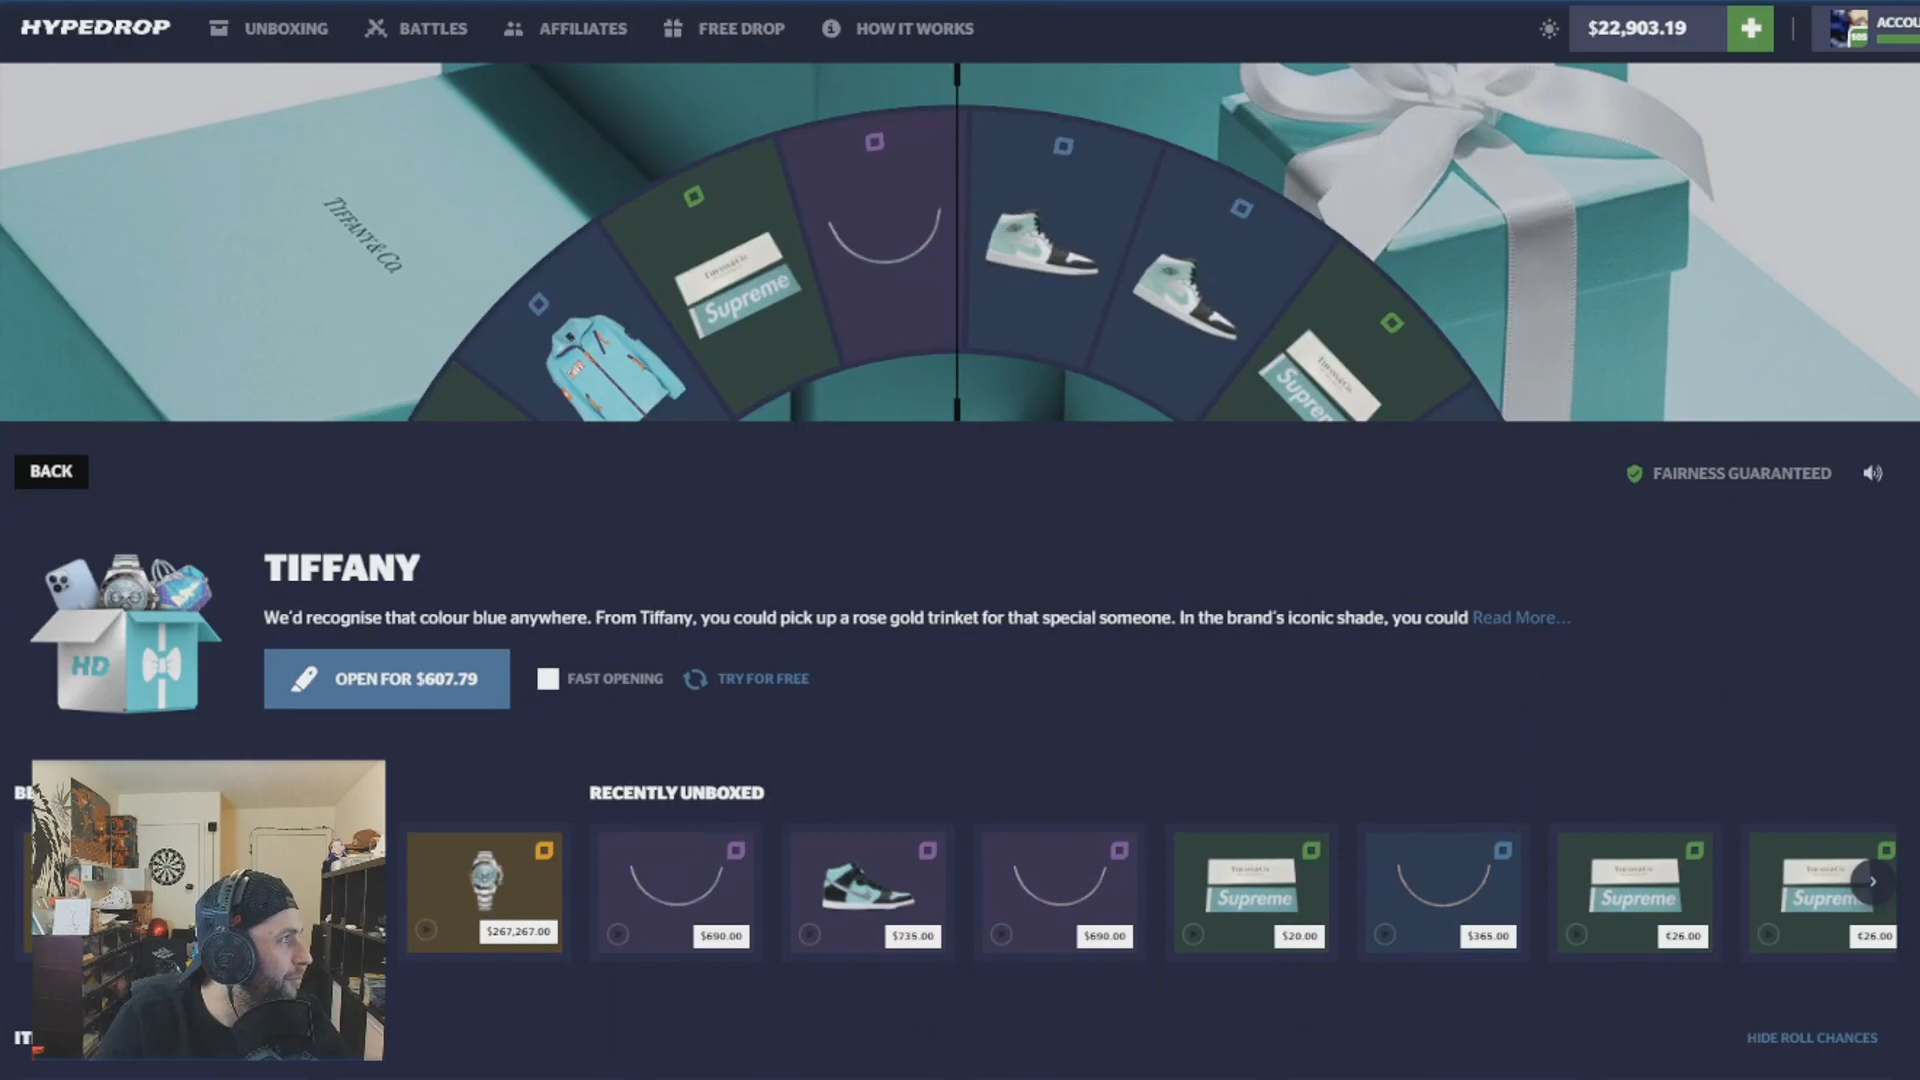 HYPEDROP
UNBOXING
BATTLES
AFFILIATES
FREE DROP
HOW IT WORKS
$22,903.19
105
TIFFANY&Co
TIFFANY&Co
Supreme
BACK
FAIRNESS GUARANTEED
TIFFANY
We'd recognise that colour blue anywhere. From Tiffany, you could pick up a rose gold trinket for that special someone. In the brand's iconic shade, you could Read More...
HD
OPEN FOR $607.79
FAST OPENING
TRY FOR FREE
RECENTLY UNBOXED
$267,267.00
$690.00
$735.00
$690.00
Supreme
$20.00
$365.00
Supreme
€26.00
€26.00
HIDE ROLL CHANCES